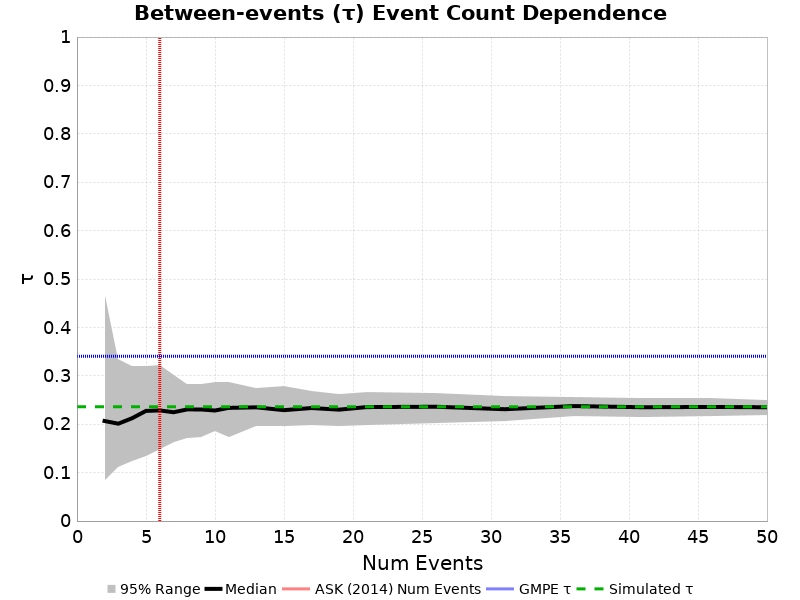 Between-events (τ) Event Count Dependence
1
0.9
0.8
0.7
0.6
0.5
0.4
0.3
0.2
0.1
0
τ
0 5 10 15 20 25 30 35 40 45 50
Num Events
95% Range Median ASK (2014) Num Events GMPE τ Simulated τ